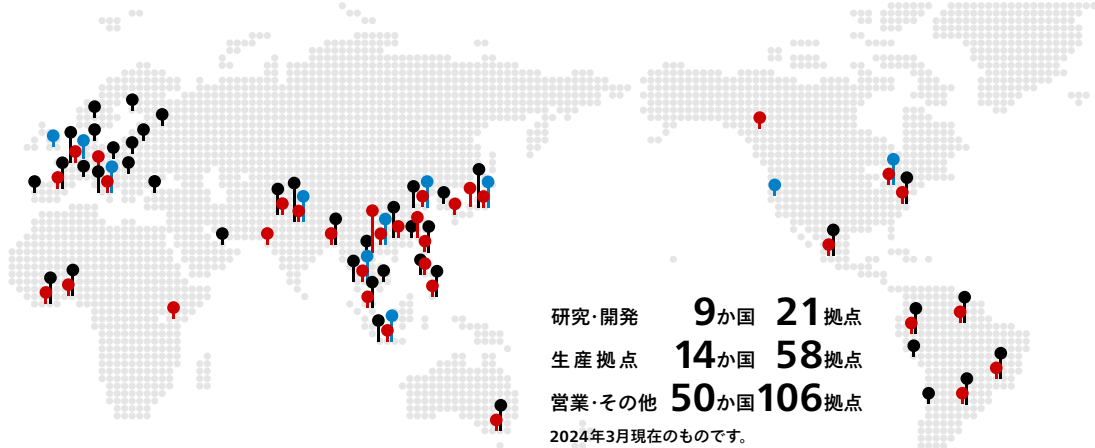 研究・開発 9か国 21拠点
生産拠点 14か国 58拠点
営業・その他 50か国 106拠点
2024年3月現在のものです。